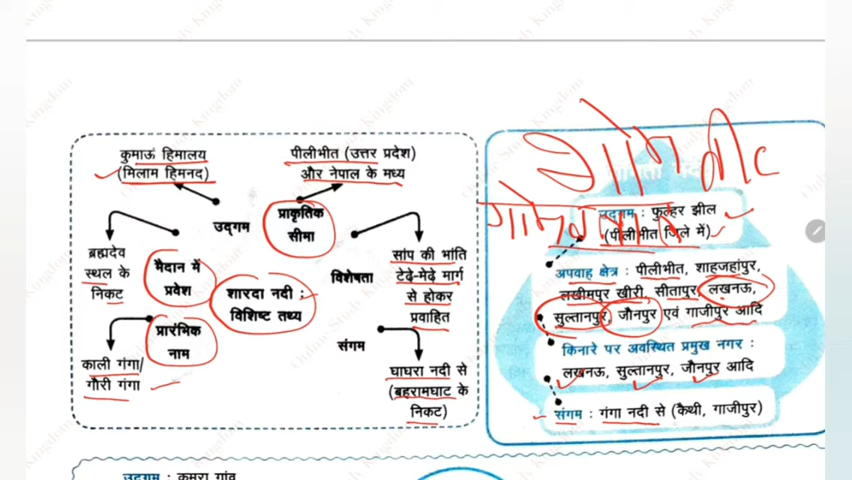 कुमाऊं हिमालय
(मिलाम हिमनद)
पीलीभीत (उत्तर प्रदेश)
और नेपाल के मध्य
उद्गम
प्राकृतिक
सीमा
ब्रह्मदेव
स्थल के
निकट
मैदान में
प्रवेश
शारदा नदी :
विशिष्ट तथ्य
विशेषता
सांप की भांति
टेढ़े-मेढ़े मार्ग
से होकर
प्रवाहित
प्रारंभिक
नाम
संगम
काली गंगा/
गौरी गंगा
घाघरा नदी से
(बहरामघाट के
निकट)
उद्गम : फुल्हर झील
(पीलीभीत जिले में)
अपवाह क्षेत्र : पीलीभीत, शाहजहांपुर,
लखीमपुर खीरी, सीतापुर, लखनऊ,
सुल्तानपुर, जौनपुर एवं गाजीपुर आदि
किनारे पर अवस्थित प्रमुख नगर :
लखनऊ, सुल्तानपुर, जौनपुर आदि
संगम : गंगा नदी से (कैथी, गाजीपुर)
उद्गम : कमरा गांव